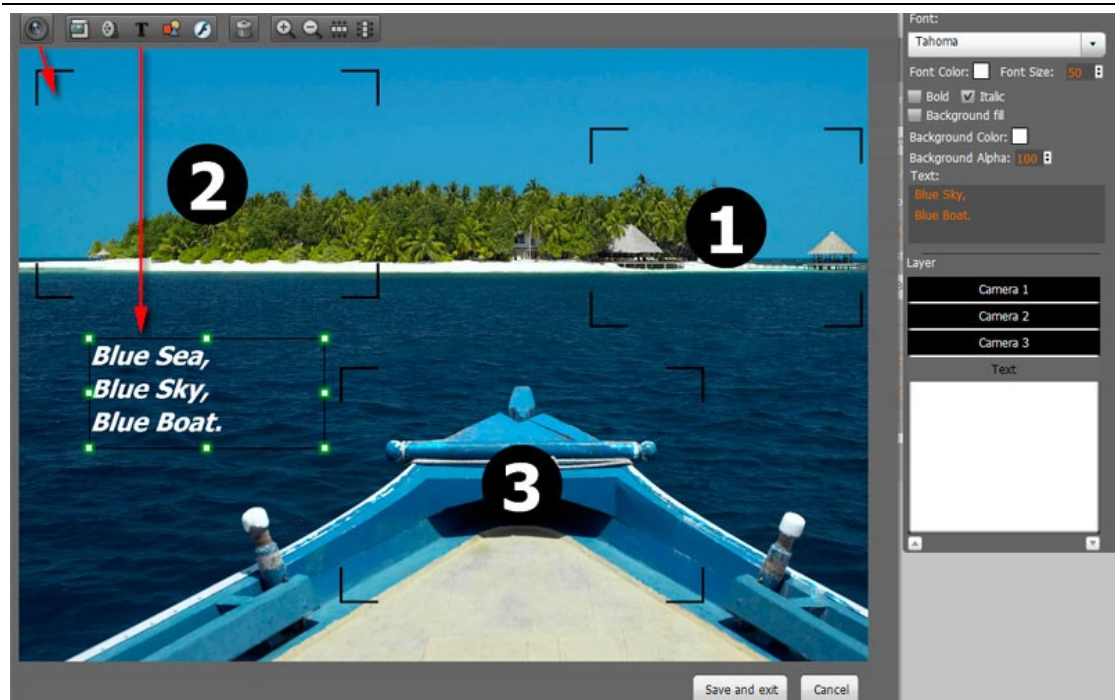 T
Font:
Tahoma
Font Color: Font Size: 50
Bold Italic
Background fill
Background Color:
Background Alpha: 100
Text:
Blue Sky,
Blue Boat.
Layer
Camera 1
Camera 2
Camera 3
Text
2
1
Blue Sea,
Blue Sky,
Blue Boat.
3
Save and exit Cancel